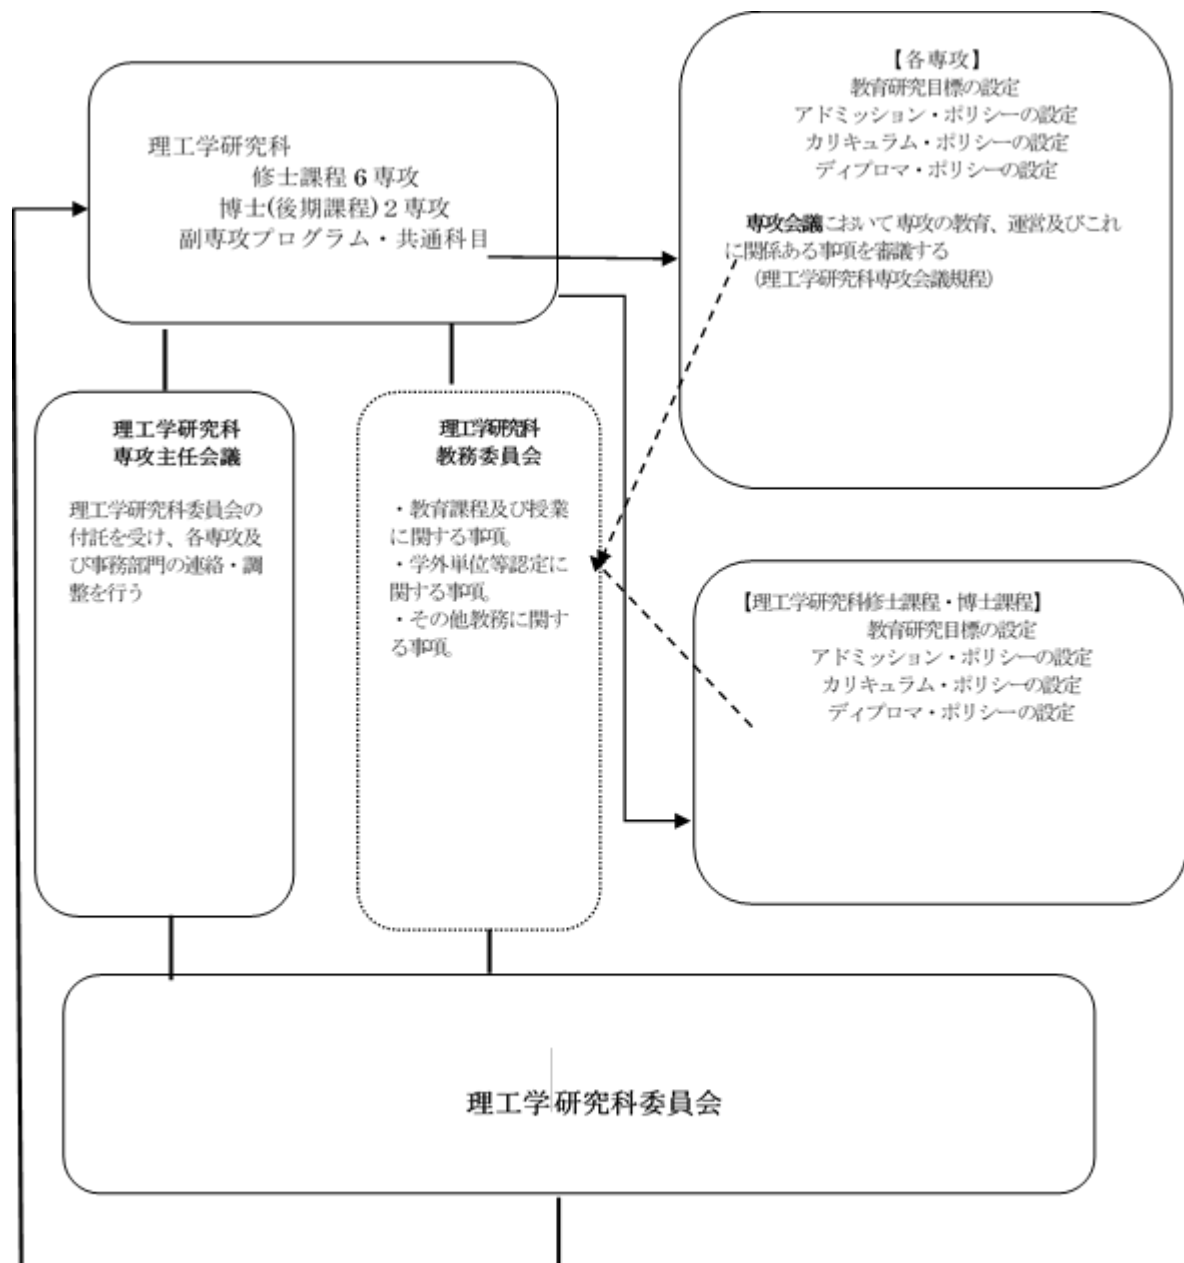 理工学研究科
修士課程 6 専攻
博士(後期課程) 2 専攻
副専攻プログラム・共通科目
【各専攻】
教育研究目標の設定
アドミッション・ポリシーの設定
カリキュラム・ポリシーの設定
ディプロマ・ポリシーの設定
専攻会議において専攻の教育、運営及びこれ
に関係ある事項を審議する
(理工学研究科専攻会議規程)
理工学研究科
専攻主任会議
理工学研究科委員会の
付託を受け、各専攻及
び事務部門の連絡・調
整を行う
理工学研究科
教務委員会
・教育課程及び授業
に関する事項。
・学外単位等認定に
関する事項。
・その他教務に関す
る事項。
【理工学研究科修士課程・博士課程】
教育研究目標の設定
アドミッション・ポリシーの設定
カリキュラム・ポリシーの設定
ディプロマ・ポリシーの設定
理工学研究科委員会